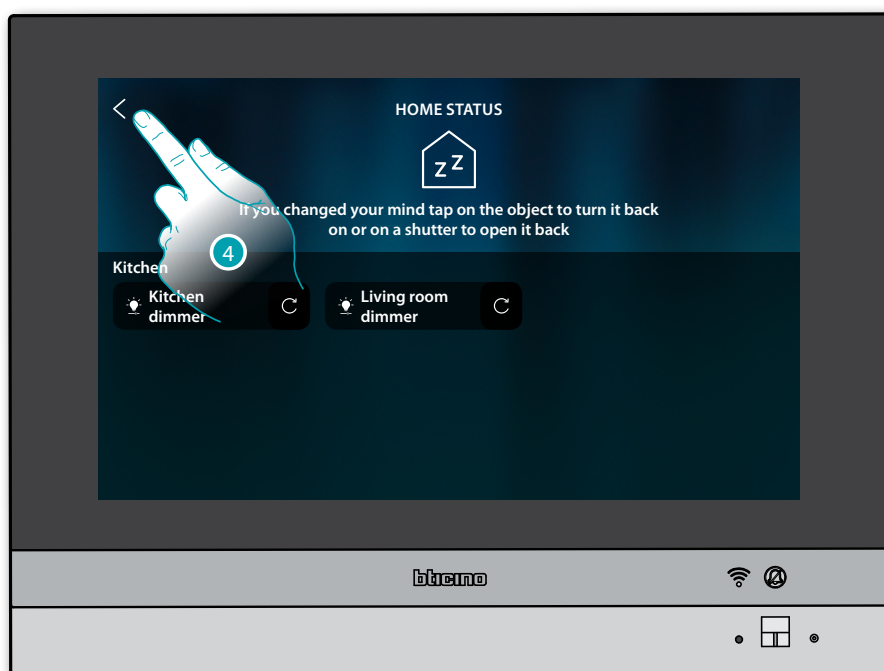 HOME STATUS
z Z
If you changed your mind tap on the object to turn it back
on or on a shutter to open it back
4
Kitchen
Kitchen
dimmer
Living room
dimmer
bticino